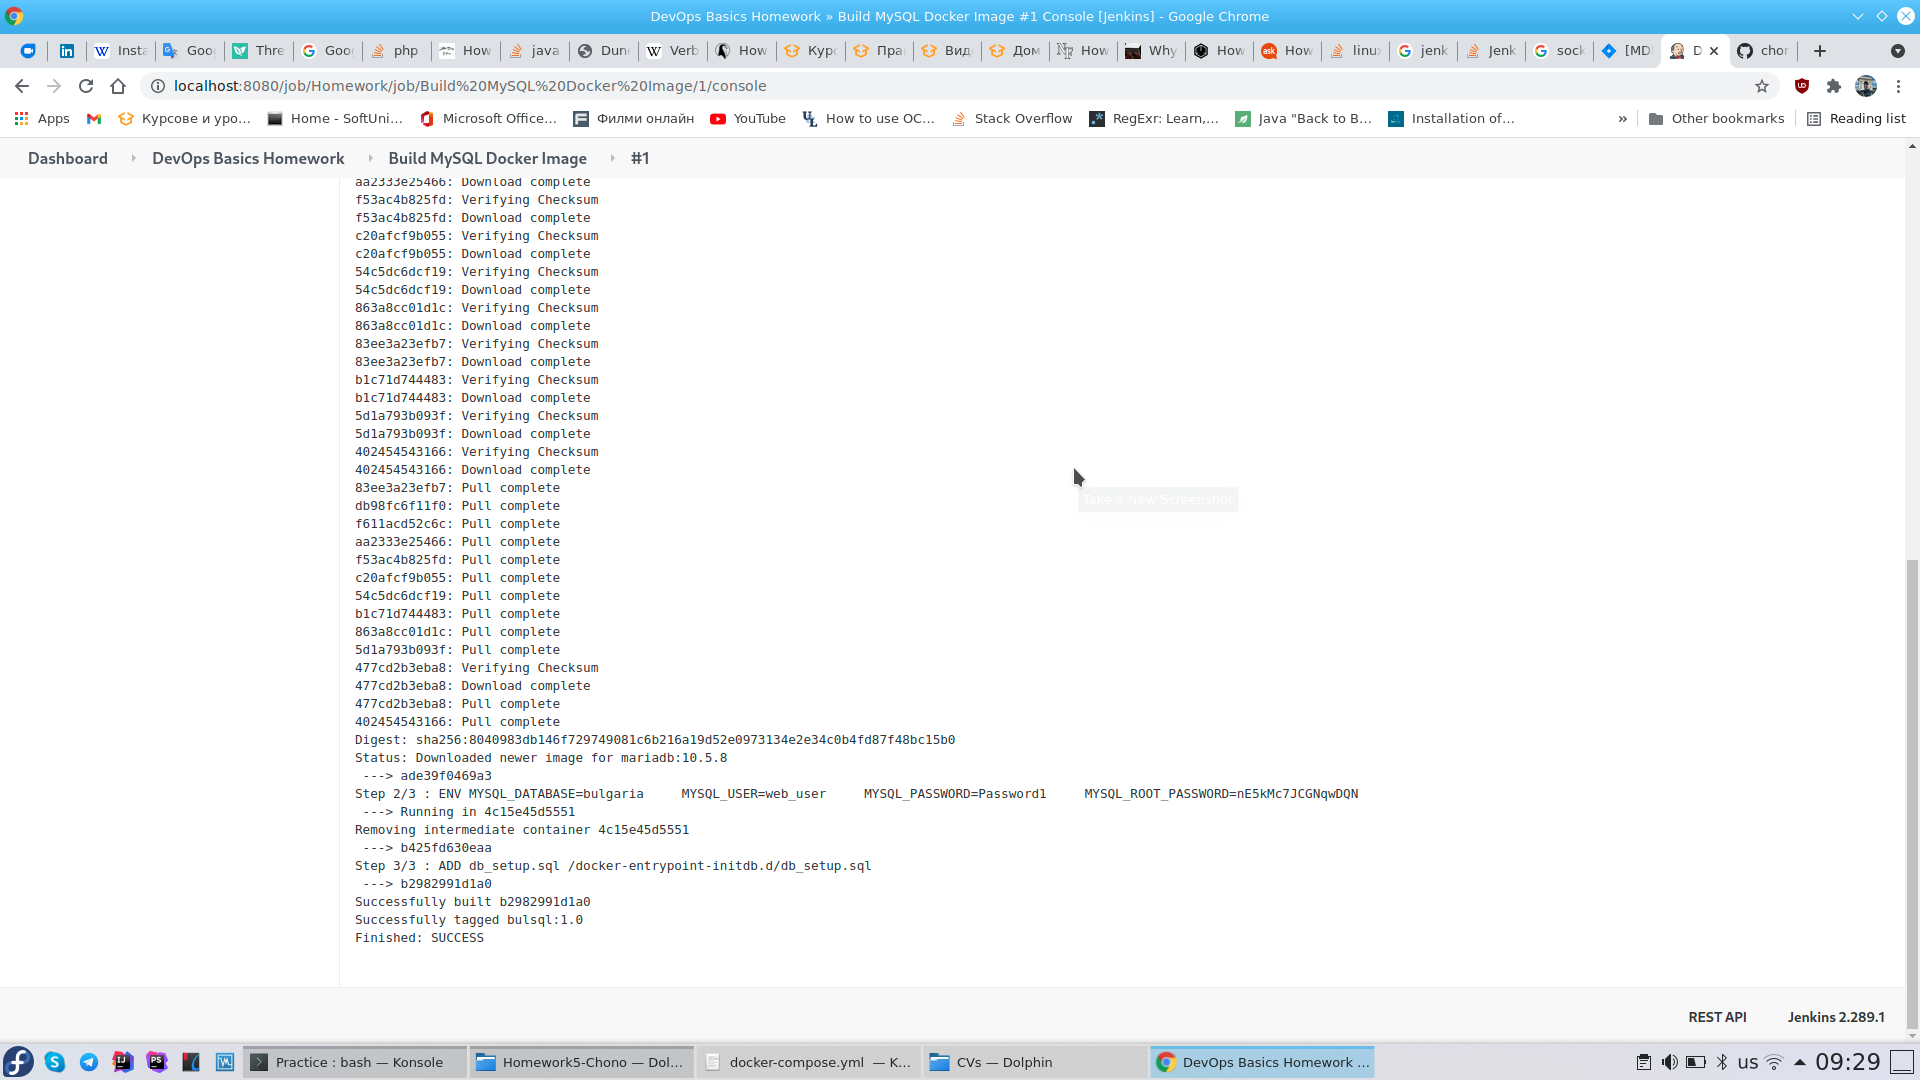 DevOps Basics Homework » Build MySQL Docker Image #1 Console [Jenkins] - Google Chrome
Insta
Goo
Thre
Goo
php
How
java
Dun
Verb
How
Курс
Пра
Вид
Дом
How
Why
How
How
linu
jenk
Jenk
sock
[MD
D
chor
localhost:8080/job/Homework/job/Build%20MySQL%20Docker%20Image/1/console
Apps
Курсове и уро...
Home - SoftUni...
Microsoft Office...
Филми онлайн
YouTube
How to use OC...
Stack Overflow
RegExr: Learn,...
Java "Back to B...
Installation of...
»
Other bookmarks
Reading list
Dashboard
DevOps Basics Homework
Build MySQL Docker Image
#1
aa2333e25466: Download complete
f53ac4b825fd: Verifying Checksum
f53ac4b825fd: Download complete
c20afcf9b055: Verifying Checksum
c20afcf9b055: Download complete
54c5dc6dcf19: Verifying Checksum
54c5dc6dcf19: Download complete
863a8cc01d1c: Verifying Checksum
863a8cc01d1c: Download complete
83ee3a23efb7: Verifying Checksum
83ee3a23efb7: Download complete
b1c71d744483: Verifying Checksum
b1c71d744483: Download complete
5d1a793b093f: Verifying Checksum
5d1a793b093f: Download complete
402454543166: Verifying Checksum
402454543166: Download complete
83ee3a23efb7: Pull complete
Take a New Screenshot
db98fc6f11f0: Pull complete
f611acd52c6c: Pull complete
aa2333e25466: Pull complete
f53ac4b825fd: Pull complete
c20afcf9b055: Pull complete
54c5dc6dcf19: Pull complete
b1c71d744483: Pull complete
863a8cc01d1c: Pull complete
5d1a793b093f: Pull complete
477cd2b3eba8: Verifying Checksum
477cd2b3eba8: Download complete
477cd2b3eba8: Pull complete
402454543166: Pull complete
Digest: sha256:8040983db146f729749081c6b216a19d52e0973134e2e34c0b4fd87f48bc15b0
Status: Downloaded newer image for mariadb:10.5.8
---> ade39f0469a3
Step 2/3 : ENV MYSQL_DATABASE=bulgaria     MYSQL_USER=web_user     MYSQL_PASSWORD=Password1     MYSQL_ROOT_PASSWORD=nE5kMc7JCGNqwDQN
---> Running in 4c15e45d5551
Removing intermediate container 4c15e45d5551
---> b425fd630eaa
Step 3/3 : ADD db_setup.sql /docker-entrypoint-initdb.d/db_setup.sql
---> b2982991d1a0
Successfully built b2982991d1a0
Successfully tagged bulsql:1.0
Finished: SUCCESS
REST API
Jenkins 2.289.1
Practice : bash — Konsole
Homework5-Chono — Dol...
docker-compose.yml — K...
CVs — Dolphin
DevOps Basics Homework ...
us
09:29